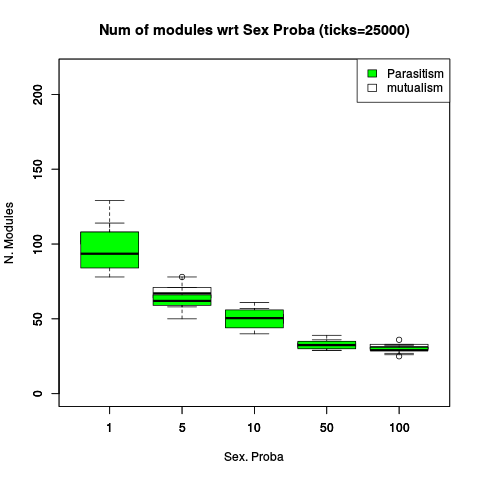 Num of modules wrt Sex Proba (ticks=25000)
Parasitism
mutualism
200
150
100
50
0
N. Modules
1 5 10 50 100
Sex. Proba